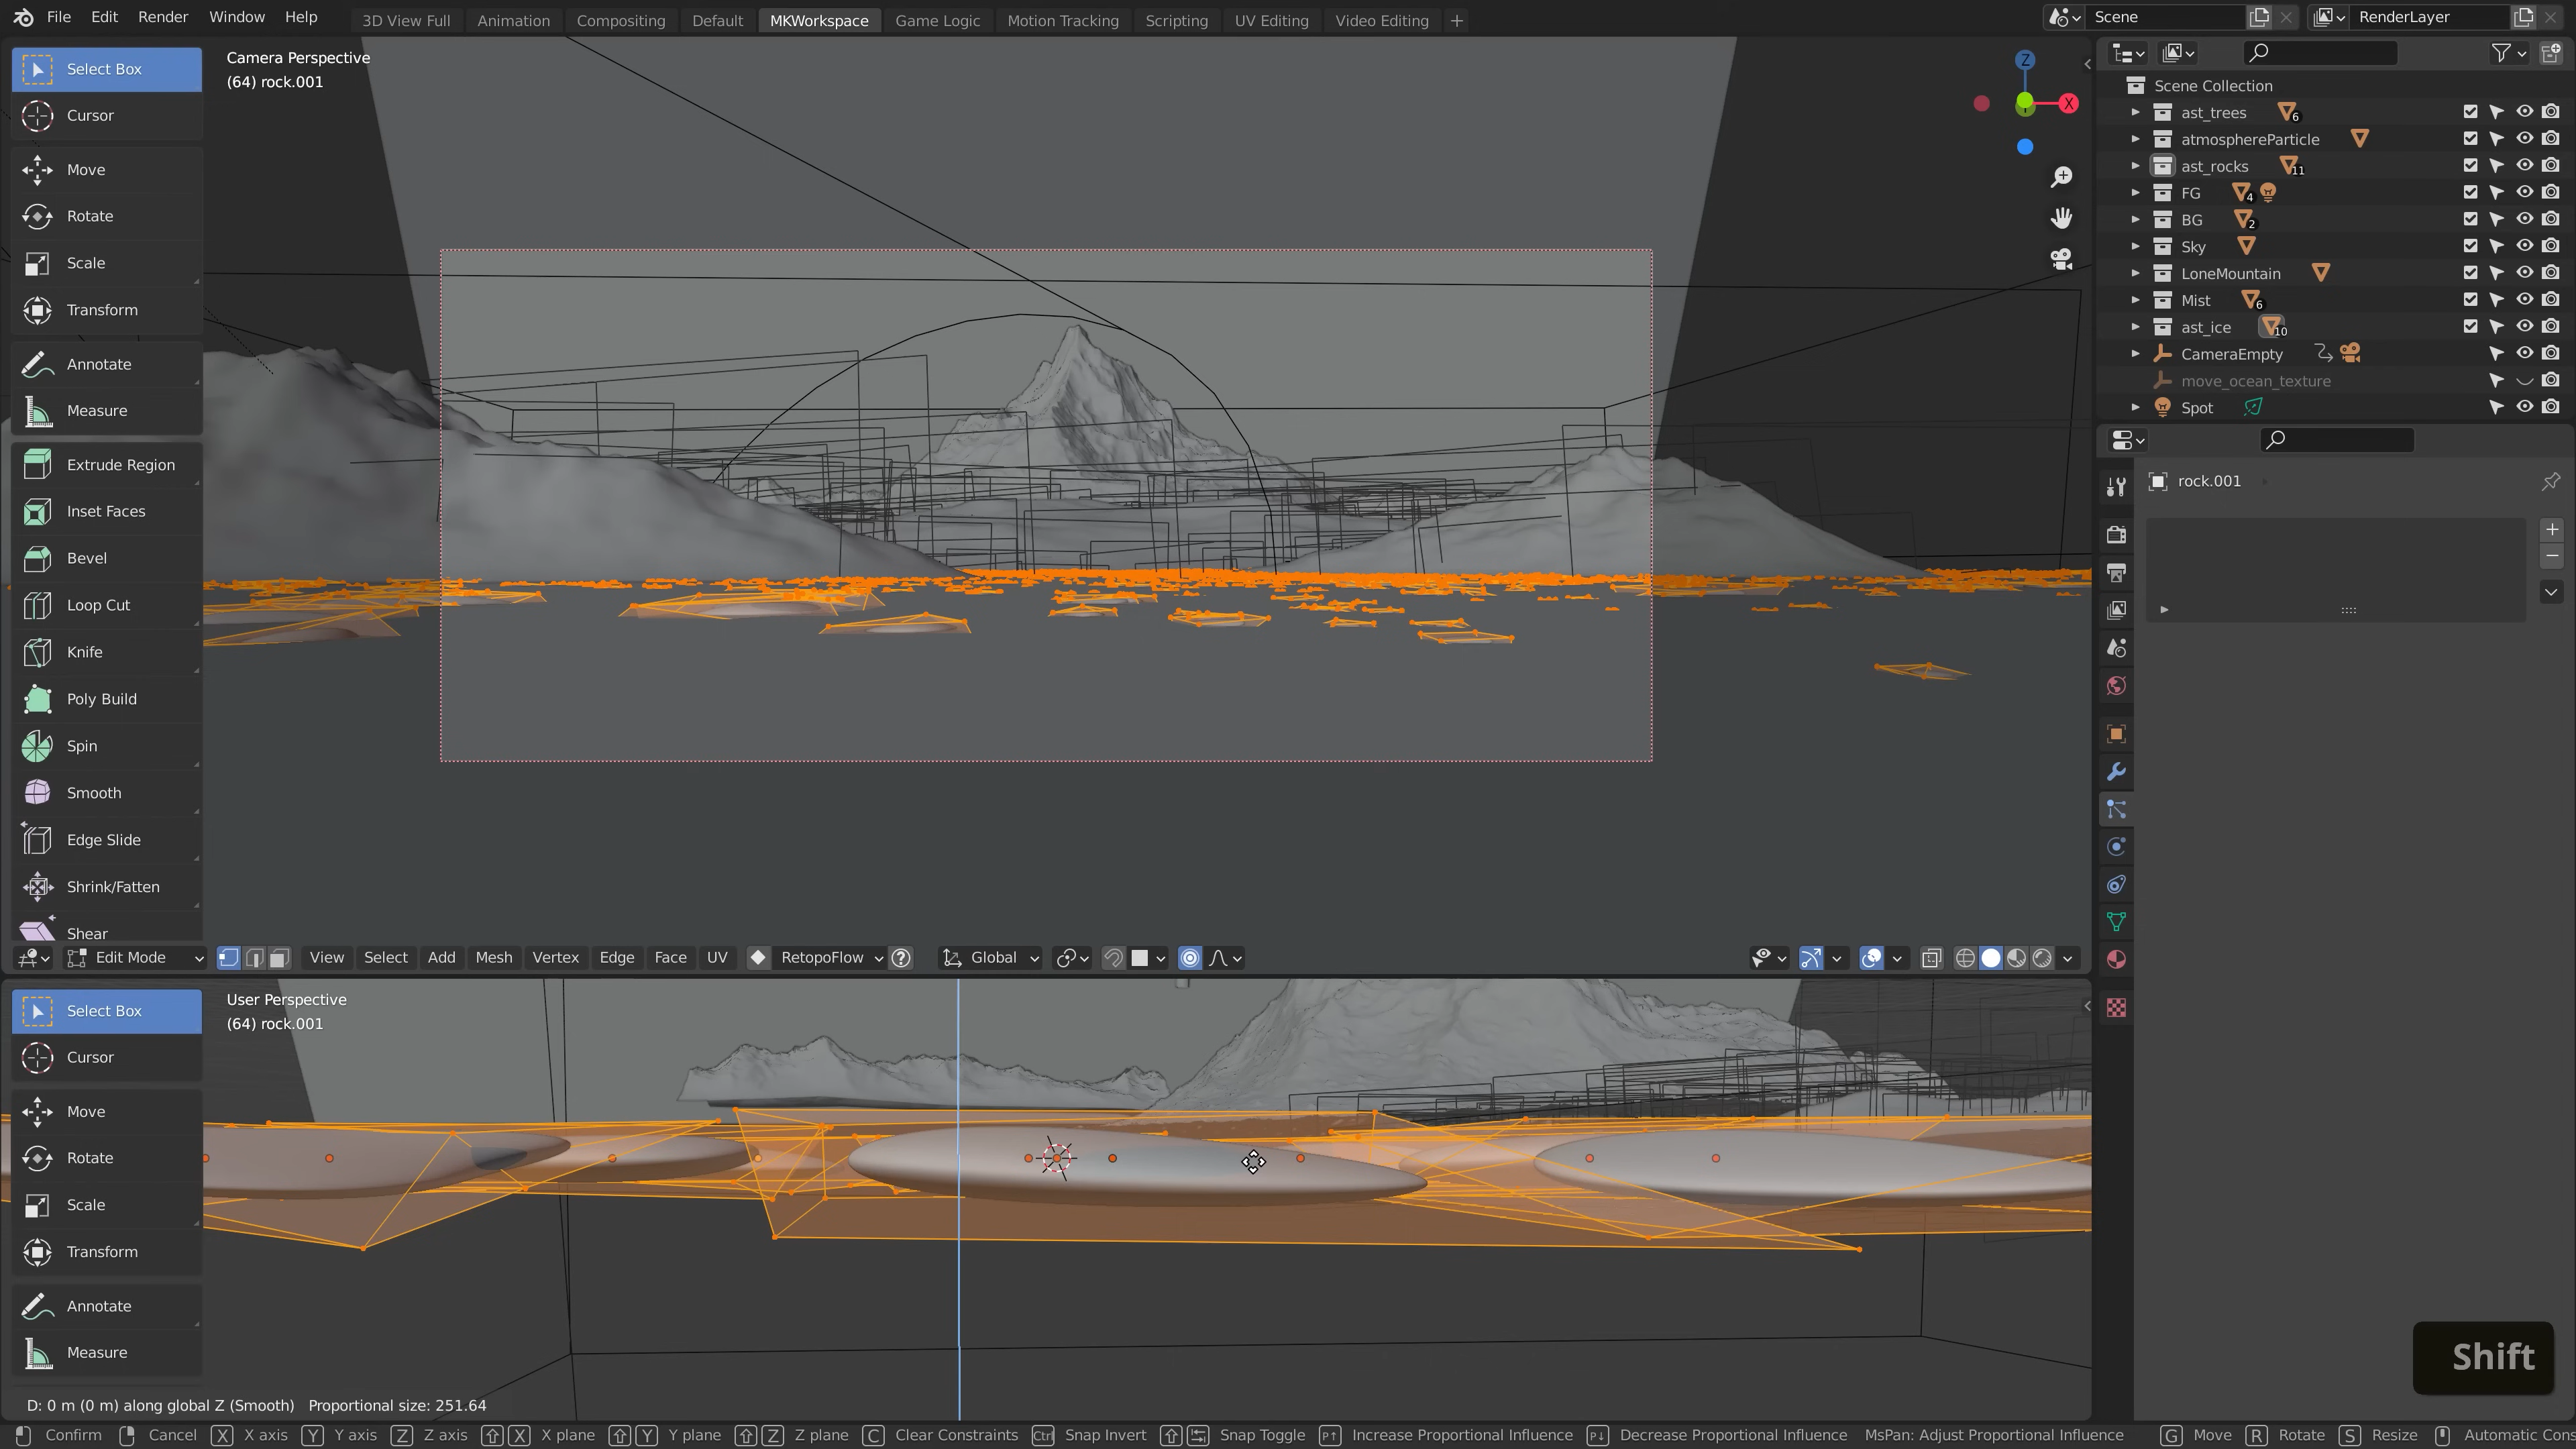 File Edit Render Window Help 3D View Full Animation Compositing Default MKWorkspace Game Logic Motion Tracking Scripting UV Editing Video Editing + Scene RenderLayer
Select Box
Cursor
Move
Rotate
Scale
Transform
Annotate
Measure
Extrude Region
Inset Faces
Bevel
Loop Cut
Knife
Poly Build
Spin
Smooth
Edge Slide
Shrink/Fatten
Shear
Camera Perspective
(64) rock.001
Z
X
Scene Collection
ast_trees 6
atmosphereParticle
ast_rocks 11
FG 4
BG 2
Sky
LoneMountain
Mist 6
ast_ice 10
CameraEmpty
move_ocean_texture
Spot
rock.001
Edit Mode View Select Add Mesh Vertex Edge Face UV RetopoFlow Global
Select Box
Cursor
Move
Rotate
Scale
Transform
Annotate
Measure
User Perspective
(64) rock.001
Shift
D: 0 m (0 m) along global Z (Smooth) Proportional size: 251.64
Confirm Cancel X X axis Y Y axis Z Z axis X X plane Y Y plane Z Z plane C Clear Constraints Ctrl Snap Invert Snap Toggle P↑ Increase Proportional Influence P↓ Decrease Proportional Influence MsPan: Adjust Proportional Influence G Move R Rotate S Resize Automatic Con